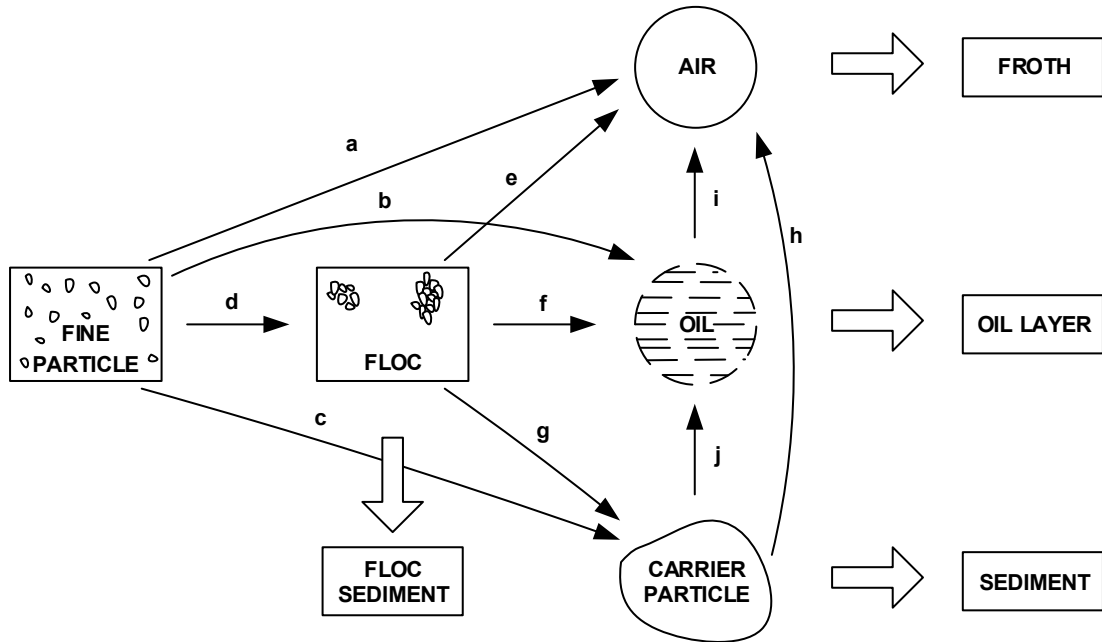 AIR
FROTH
a
e
b
i
h
FINE
PARTICLE
d
FLOC
f
OIL
OIL LAYER
c
g
j
FLOC
SEDIMENT
CARRIER
PARTICLE
SEDIMENT